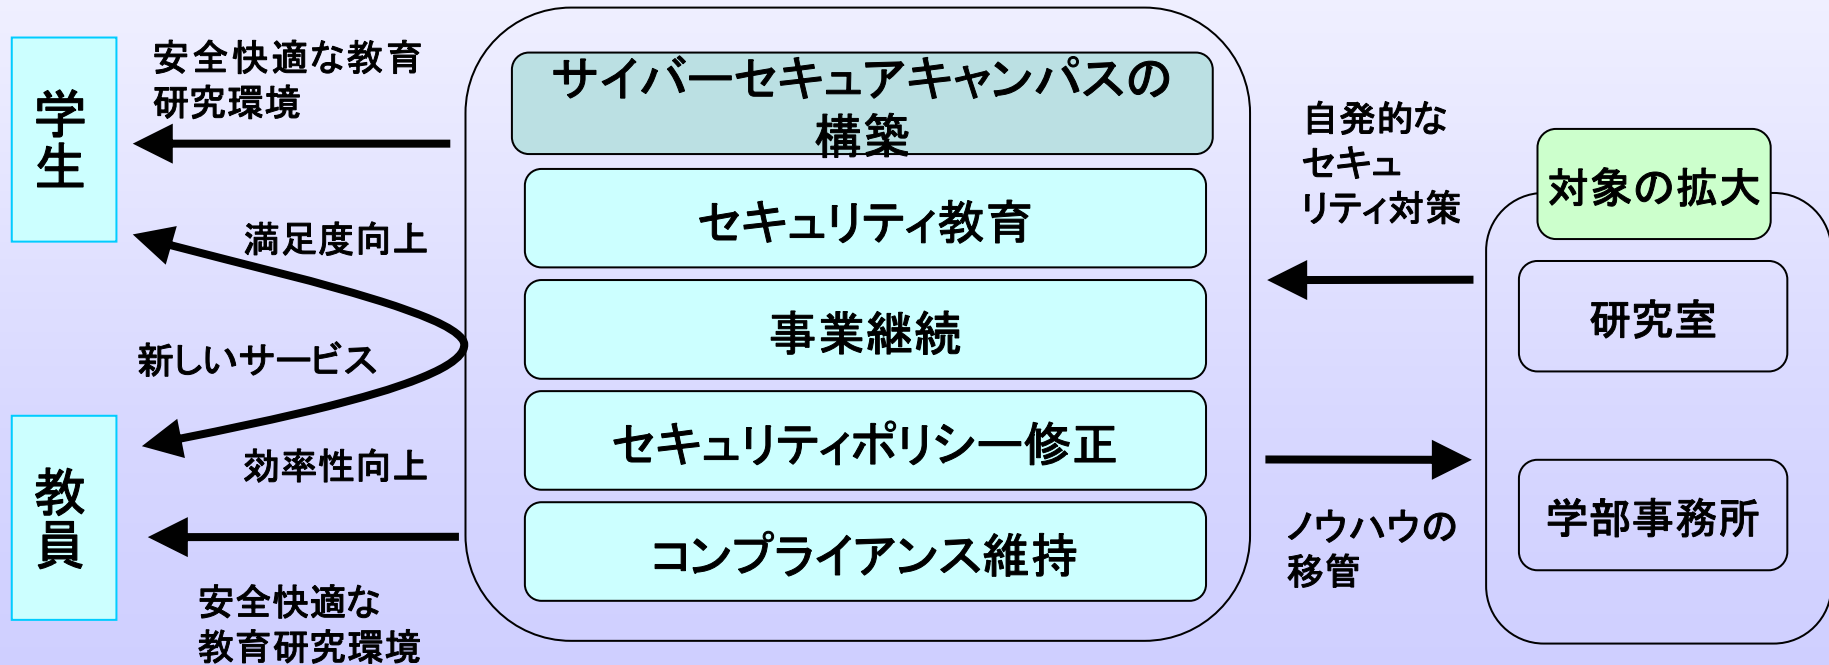 学
生
教
員
安全快適な教育
研究環境
満足度向上
新しいサービス
効率性向上
安全快適な
教育研究環境
サイバーセキュアキャンパスの
構築
セキュリティ教育
事業継続
セキュリティポリシー修正
コンプライアンス維持
自発的な
セキュ
リティ対策
ノウハウの
移管
対象の拡大
研究室
学部事務所